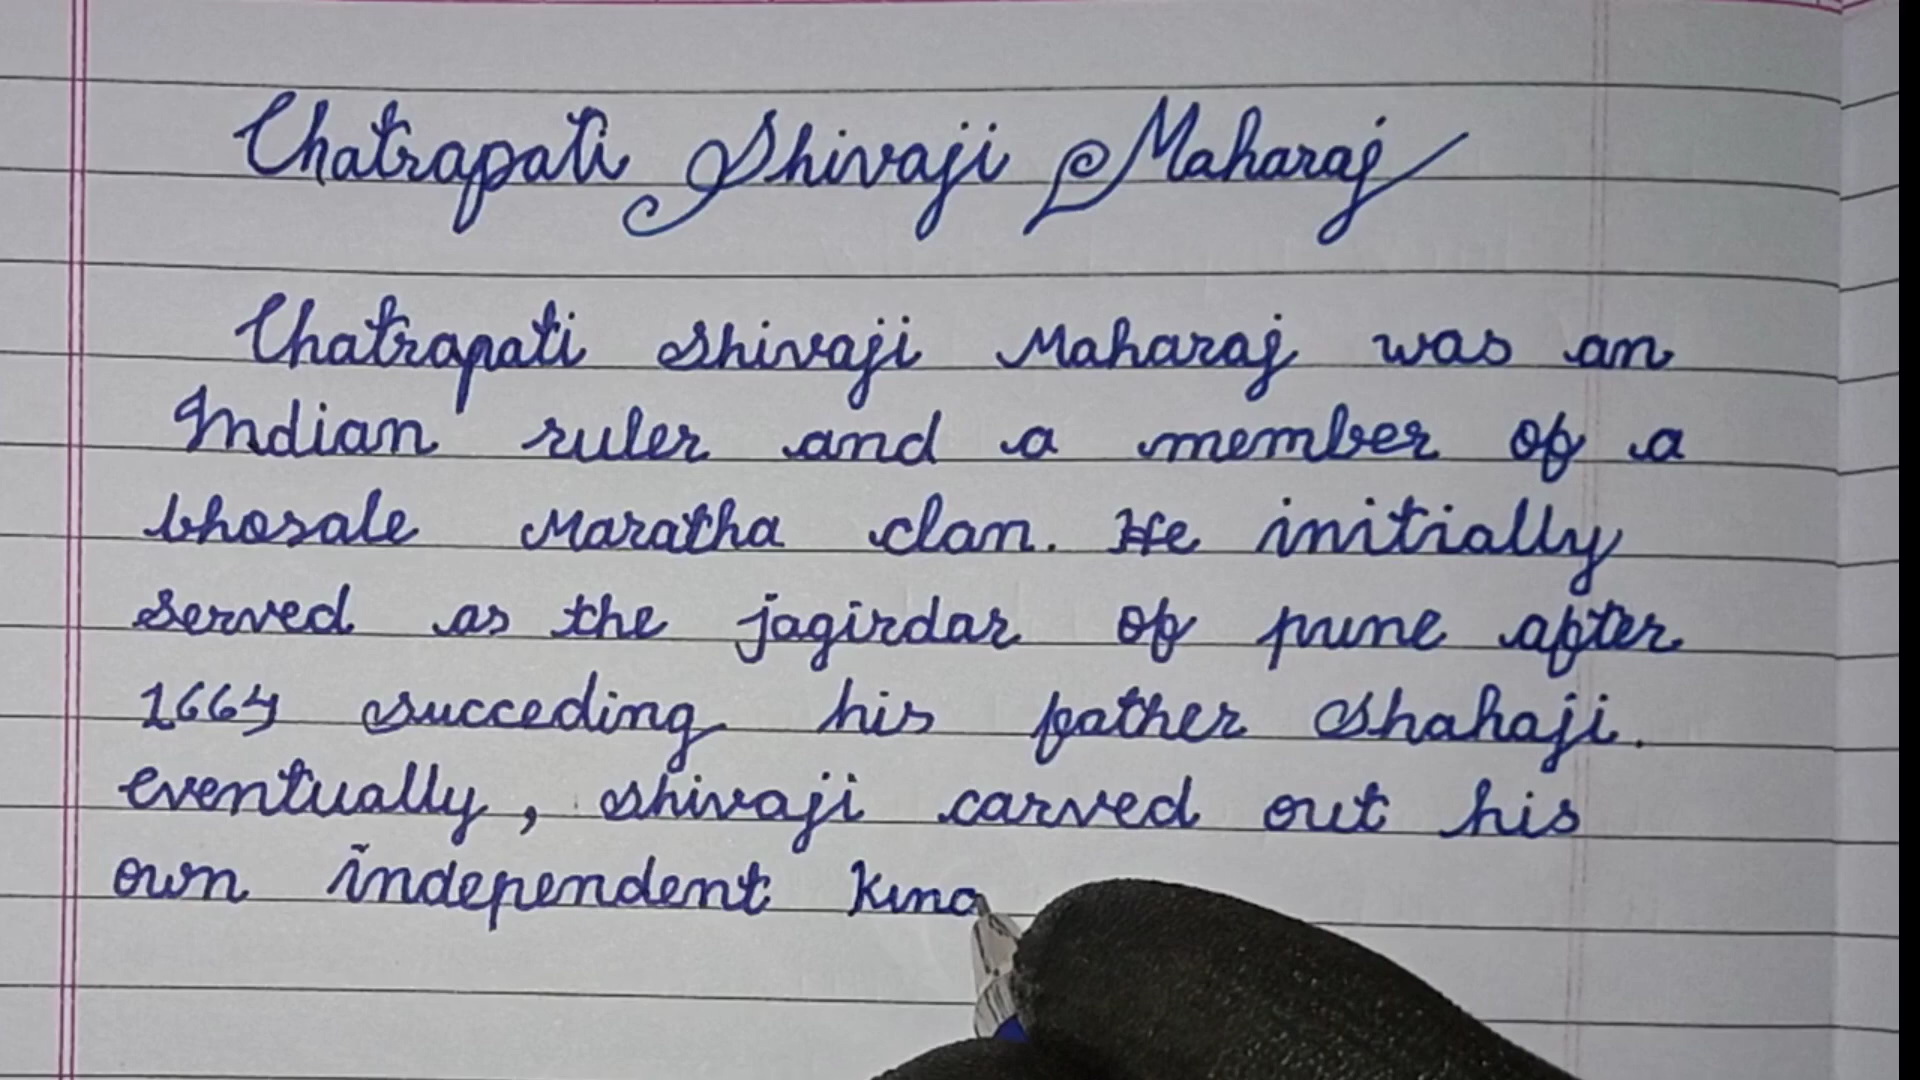 Chatrapati Shivaji Maharaj
Chatrapati shivaji Maharaj was an
Indian ruler and a member of a
bhosale Maratha clan. He initially
served as the jagirdar of pune after
1664 succeding his father Shahaji.
eventually, shivaji carved out his
own independent